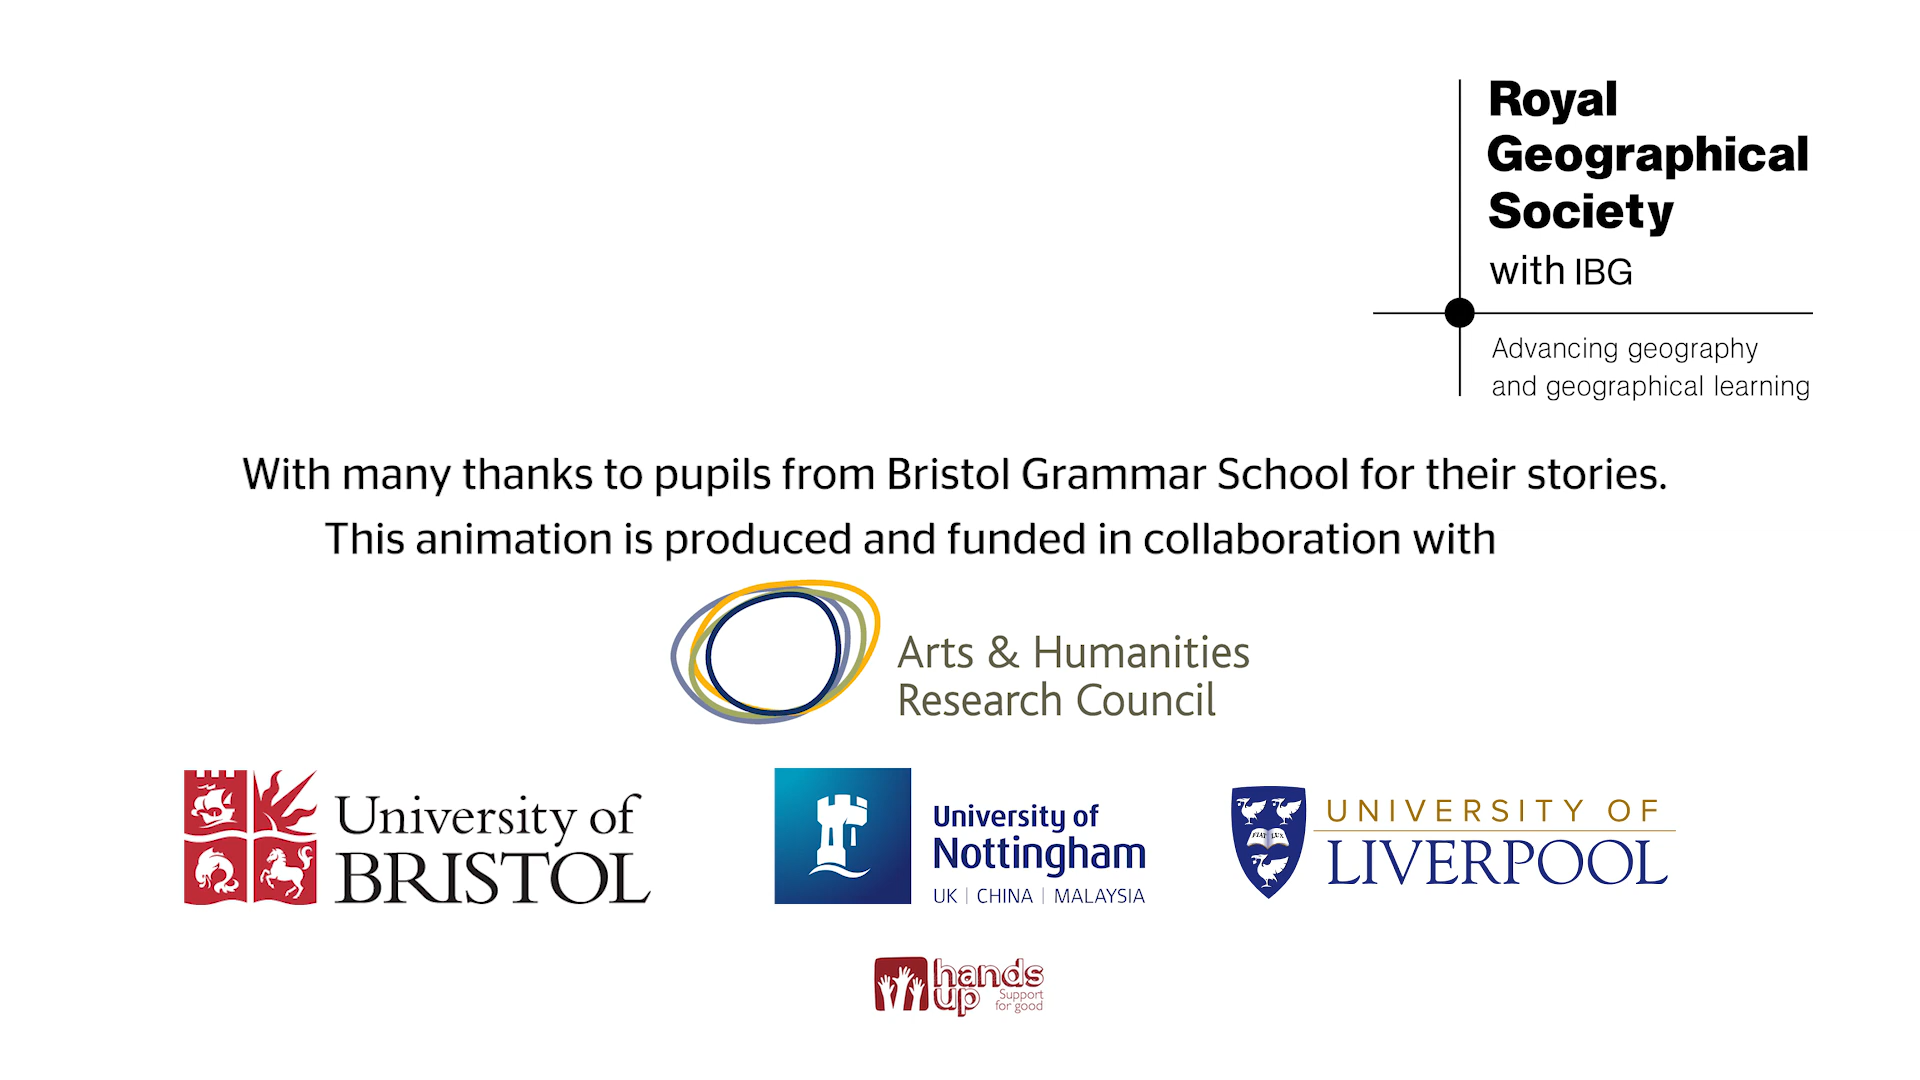 Royal
Geographical
Society
with IBG
Advancing geography
and geographical learning
With many thanks to pupils from Bristol Grammar School for their stories.
This animation is produced and funded in collaboration with
Arts & Humanities
Research Council
University of
BRISTOL
University of
Nottingham
UK | CHINA | MALAYSIA
FIAT LUX
UNIVERSITY OF
LIVERPOOL
hands
up
Support
for good